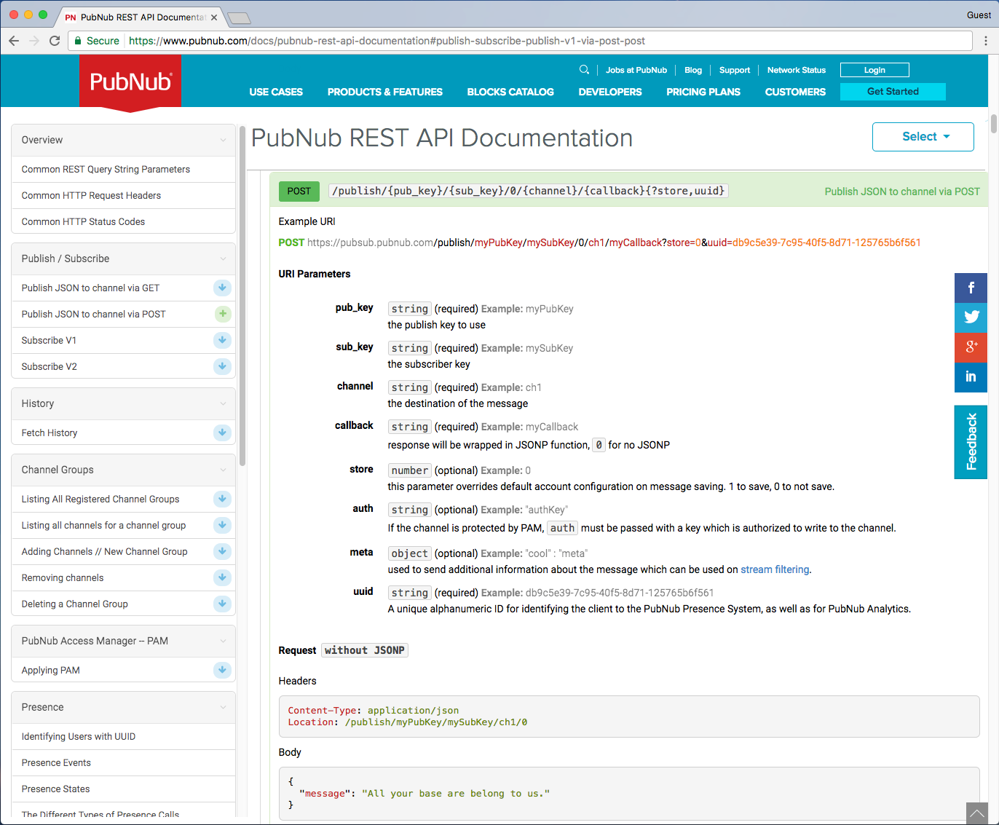 PN PubNub REST API Documentat
Guest
Secure https://www.pubnub.com/docs/pubnub-rest-api-documentation#publish-subscribe-publish-v1-via-post-post
PubNub
Jobs at PubNub Blog Support Network Status LogIn
USE CASES PRODUCTS & FEATURES BLOCKS CATALOG DEVELOPERS PRICING PLANS CUSTOMERS Get Started
Overview
Common REST Query String Parameters
Common HTTP Request Headers
Common HTTP Status Codes
Publish / Subscribe
Publish JSON to channel via GET
Publish JSON to channel via POST
Subscribe V1
Subscribe V2
History
Fetch History
Channel Groups
Listing All Registered Channel Groups
Listing all channels for a channel group
Adding Channels // New Channel Group
Removing channels
Deleting a Channel Group
PubNub Access Manager -- PAM
Applying PAM
Presence
Identifying Users with UUID
Presence Events
Presence States
The Different Types of Presence Calls
PubNub REST API Documentation
Select
POST /publish/{pub_key}/{sub_key}/0/{channel}/{callback}{?store,uuid} Publish JSON to channel via POST
Example URI
POST https://pubsub.pubnub.com/publish/myPubKey/mySubKey/0/ch1/myCallback?store=0&uuid=db9c5e39-7c95-40f5-8d71-125765b6f561
URI Parameters
pub_key string (required) Example: myPubKey
the publish key to use
sub_key string (required) Example: mySubKey
the subscriber key
channel string (required) Example: ch1
the destination of the message
callback string (required) Example: myCallback
response will be wrapped in JSONP function, 0 for no JSONP
store number (optional) Example: 0
this parameter overrides default account configuration on message saving. 1 to save, 0 to not save.
auth string (optional) Example: "authKey"
If the channel is protected by PAM, auth must be passed with a key which is authorized to write to the channel.
meta object (optional) Example: "cool" : "meta"
used to send additional information about the message which can be used on stream filtering.
uuid string (required) Example: db9c5e39-7c95-40f5-8d71-125765b6f561
A unique alphanumeric ID for identifying the client to the PubNub Presence System, as well as for PubNub Analytics.
Request without JSONP
Headers
Content-Type: application/json
Location: /publish/myPubKey/mySubKey/ch1/0
Body
{
"message": "All your base are belong to us."
}
f
g+
in
Feedback